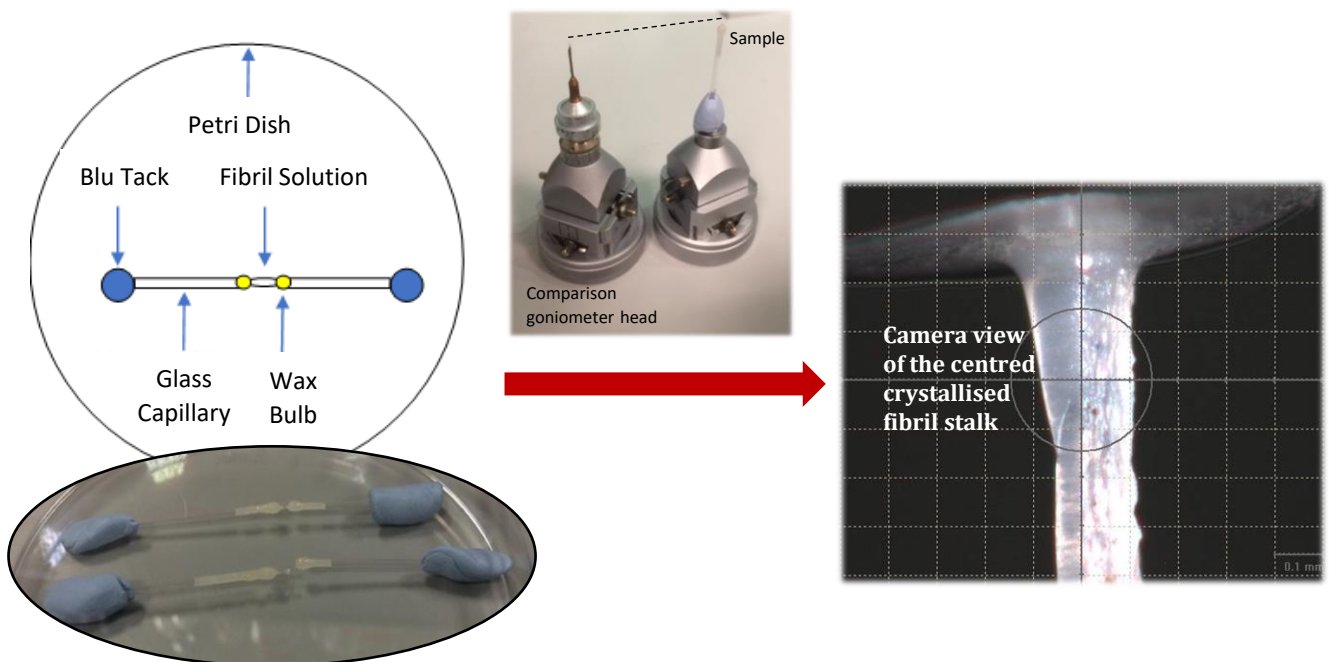 Petri Dish
Blu Tack
Fibril Solution
Glass
Capillary
Wax
Bulb
Sample
Comparison
goniometer head
Camera view
of the centred
crystallised
fibril stalk
0.1 mm